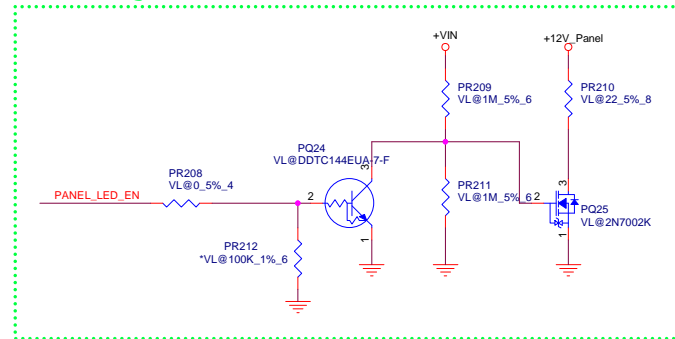 +VIN
+12V_Panel
PR209
VL@1M_5%_6
PR210
VL@22_5%_8
PQ24
VL@DDTC144EUA-7-F
3
PR208
VL@0_5%_4
PANEL_LED_EN
2
1
PR211
VL@1M_5%_6
3
2
1
PQ25
VL@2N7002K
PR212
*VL@100K_1%_6